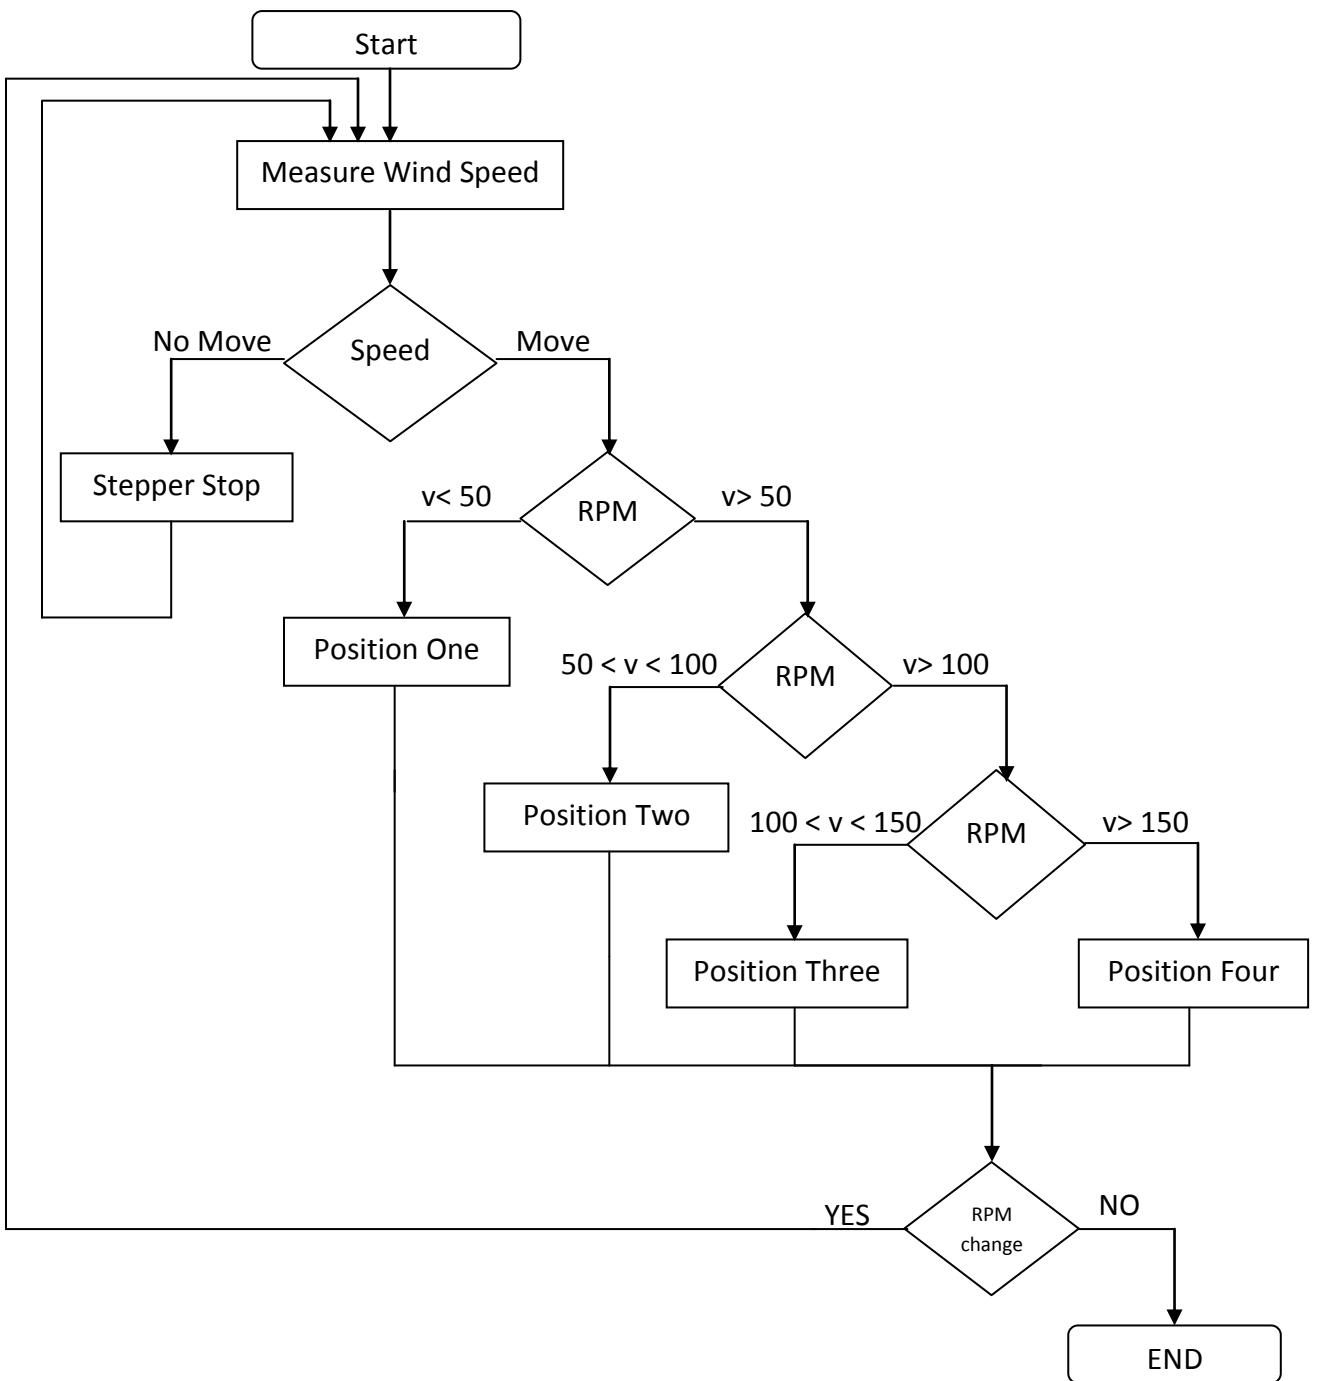 Start
Measure Wind Speed
No Move
Speed
Move
Stepper Stop
v< 50
RPM
v> 50
Position One
50 < v < 100
RPM
v> 100
Position Two
100 < v < 150
RPM
v> 150
Position Three
Position Four
YES
RPM
change
NO
END